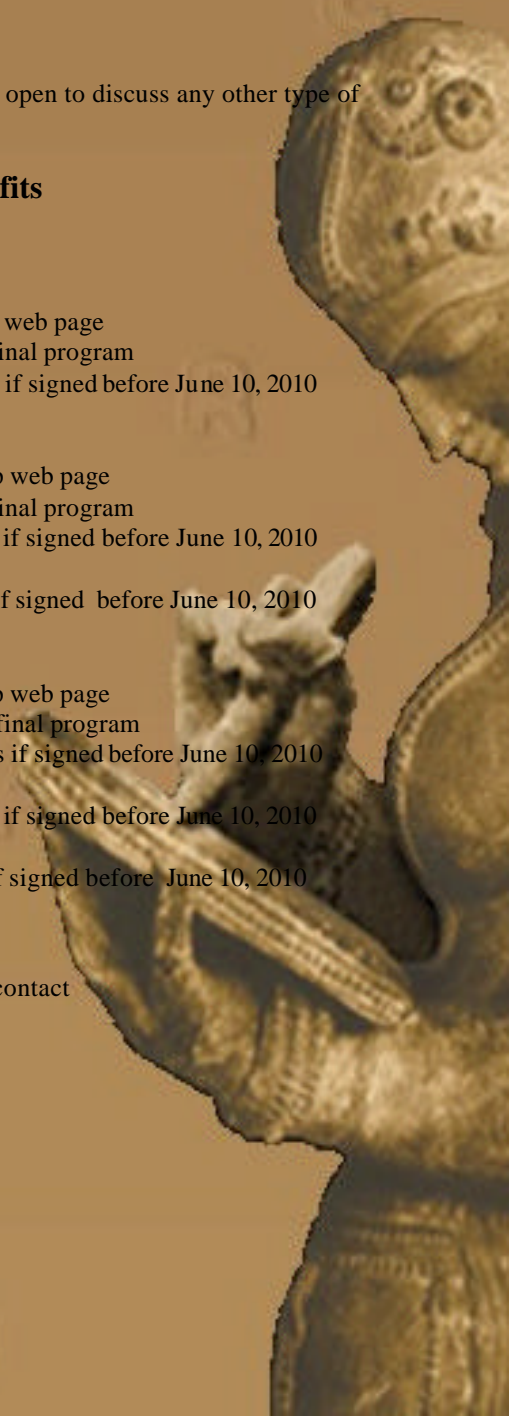 open to discuss any other type of
fits
web page
inal program
if signed before June 10, 2010
web page
inal program
if signed before June 10, 2010
f signed before June 10, 2010
web page
final program
s if signed before June 10, 2010
if signed before June 10, 2010
f signed before June 10, 2010
contact